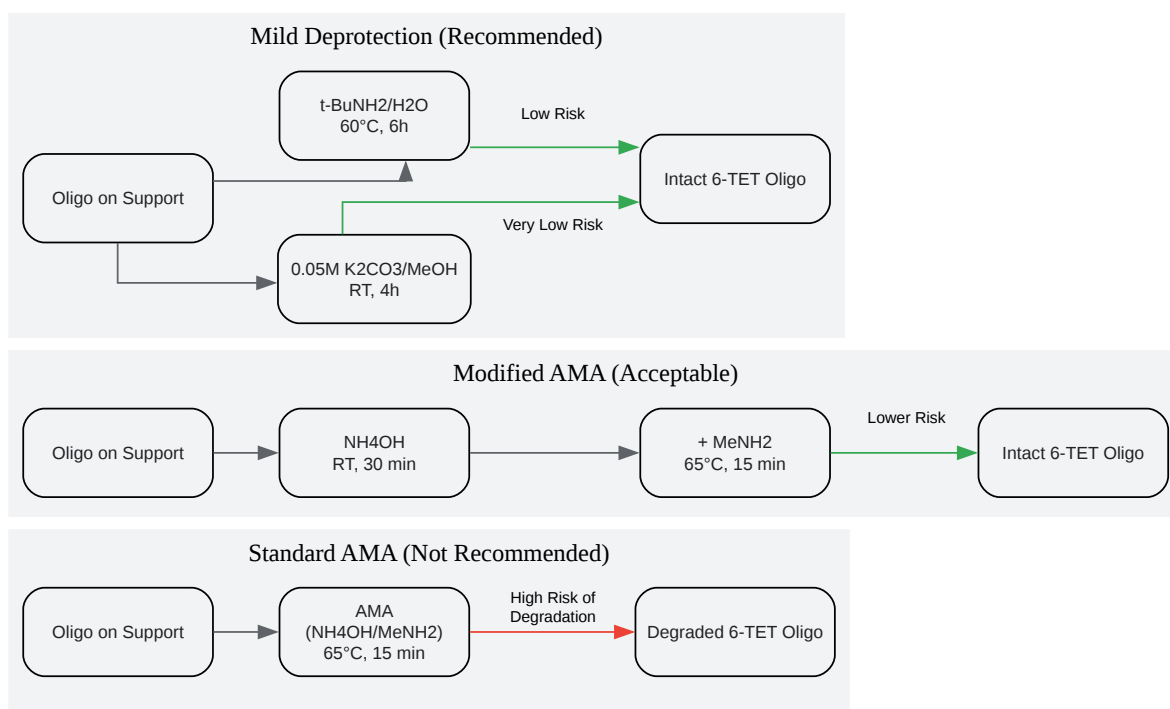 Mild Deprotection (Recommended)
t-BuNH2/H2O
60°C, 6h
Low Risk
Oligo on Support
Intact 6-TET Oligo
Very Low Risk
0.05M K2CO3/MeOH
RT, 4h
Modified AMA (Acceptable)
Oligo on Support
NH4OH
RT, 30 min
+ MeNH2
65°C, 15 min
Lower Risk
Intact 6-TET Oligo
Standard AMA (Not Recommended)
Oligo on Support
AMA
(NH4OH/MeNH2)
65°C, 15 min
High Risk of
Degradation
Degraded 6-TET Oligo